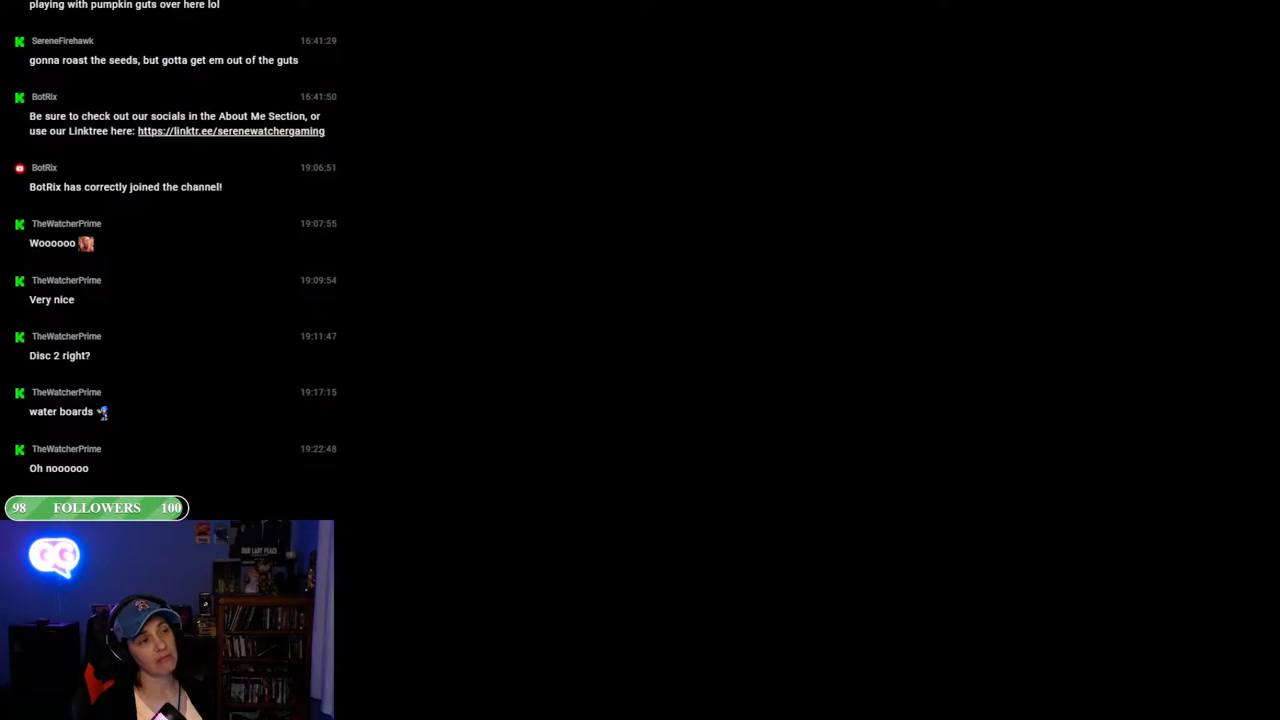 playing with pumpkin guts over here lol
SereneFirehawk 16:41:29
gonna roast the seeds, but gotta get em out of the guts
BotRix 16:41:50
Be sure to check out our socials in the About Me Section, or
use our Linktree here: https://linktr.ee/serenewatchergaming
BotRix 19:06:51
BotRix has correctly joined the channel!
TheWatcherPrime 19:07:55
Woooooo
TheWatcherPrime 19:09:54
Very nice
TheWatcherPrime 19:11:47
Disc 2 right?
TheWatcherPrime 19:17:15
water boards
TheWatcherPrime 19:22:48
Oh noooooo
98 FOLLOWERS 100
OUR LADY PEACE